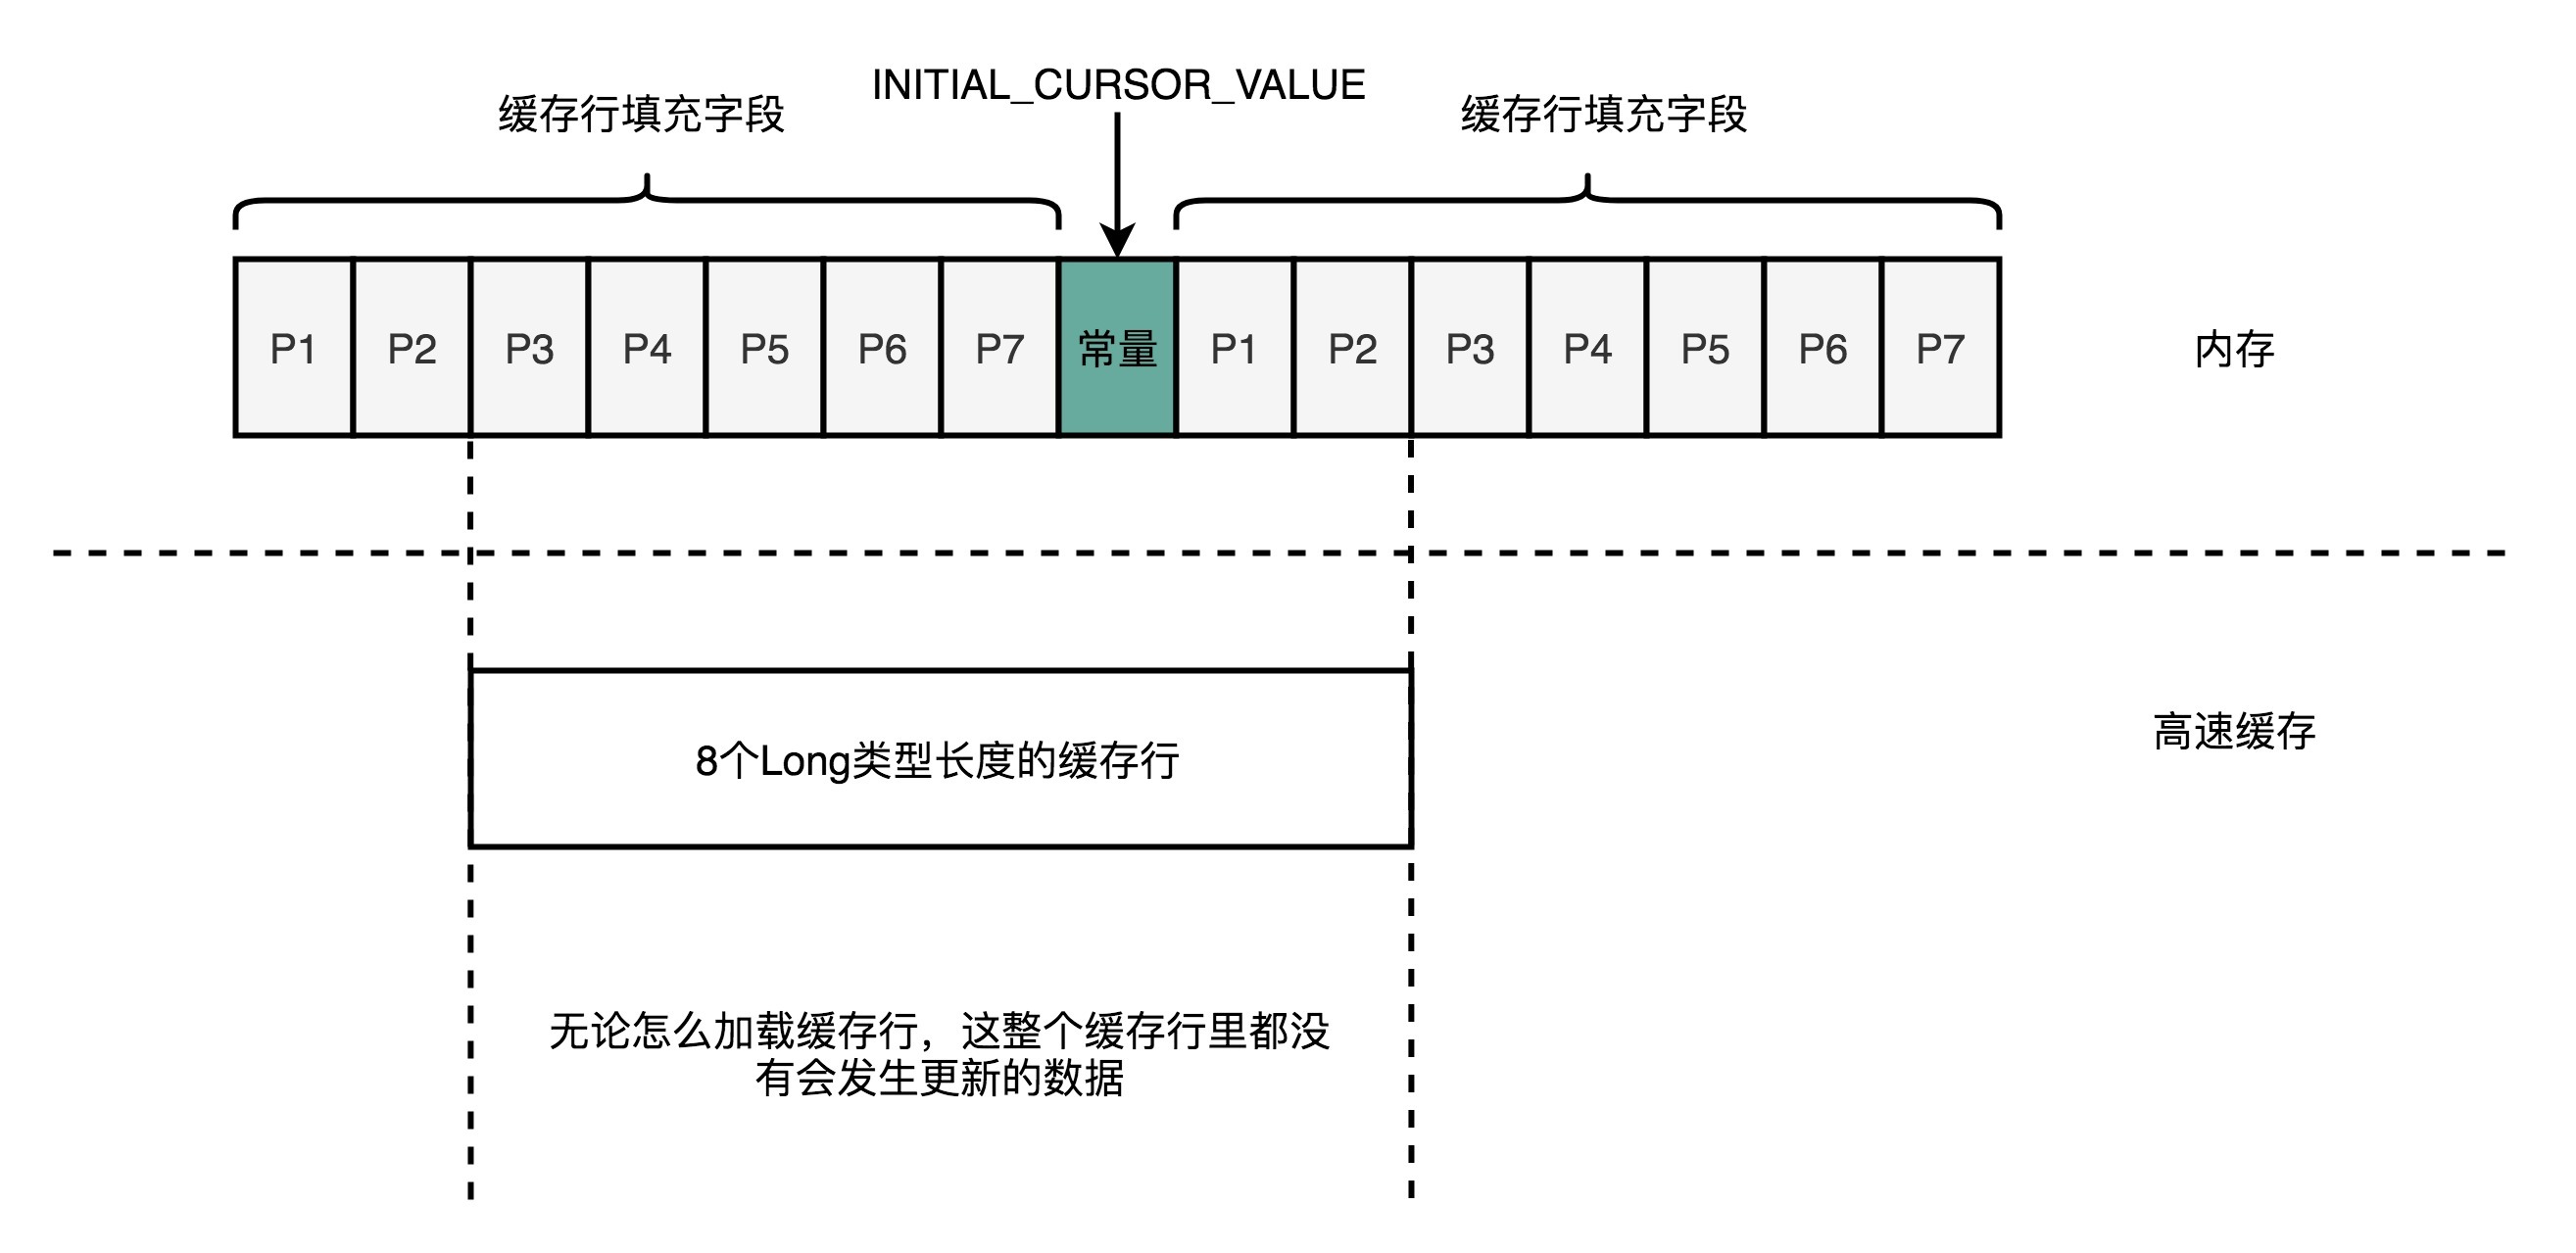 INITIAL_CURSOR_VALUE
缓存行填充字段
缓存行填充字段
P1 P2 P3 P4 P5 P6 P7 常量 P1 P2 P3 P4 P5 P6 P7
内存
8个Long类型长度的缓存行
高速缓存
无论怎么加载缓存行，这整个缓存行里都没
有会发生更新的数据